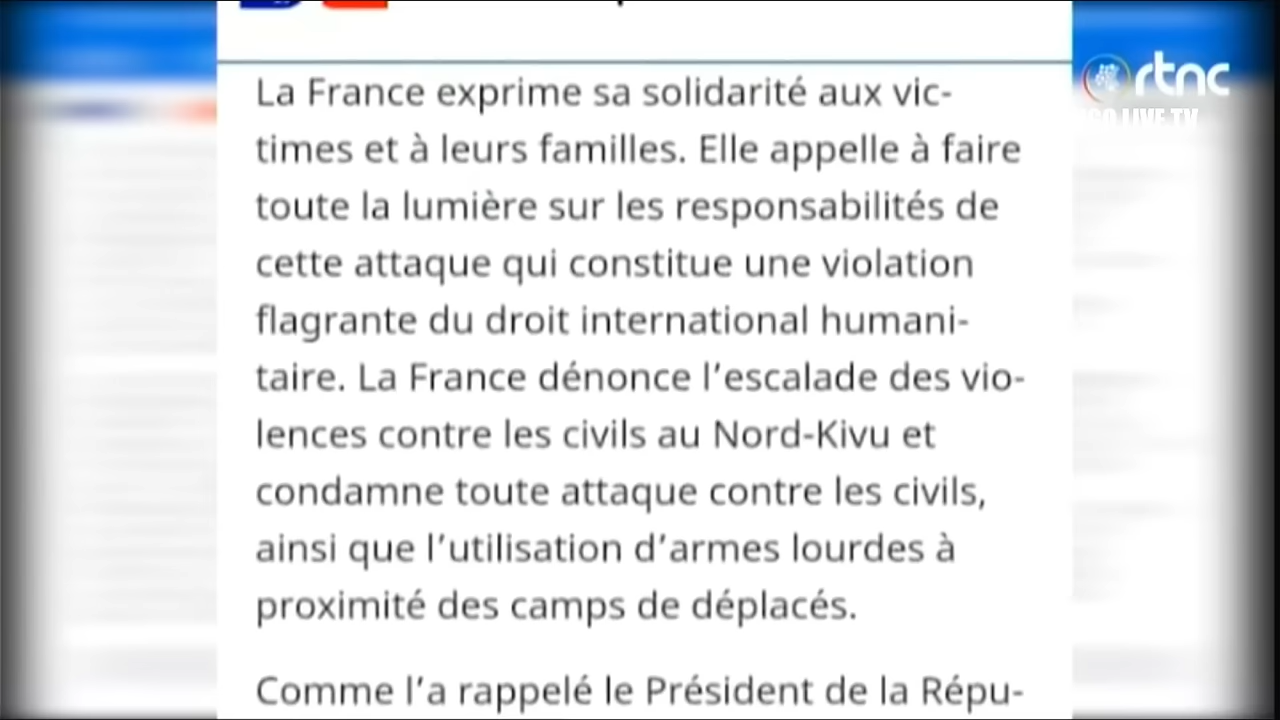 La France exprime sa solidarité aux vic-
times et à leurs familles. Elle appelle à faire
toute la lumière sur les responsabilités de
cette attaque qui constitue une violation
flagrante du droit international humani-
taire. La France dénonce l’escalade des vio-
lences contre les civils au Nord-Kivu et
condamne toute attaque contre les civils,
ainsi que l’utilisation d’armes lourdes à
proximité des camps de déplacés.
Comme l’a rappelé le Président de la Répu-
rtnc
LIVE TV